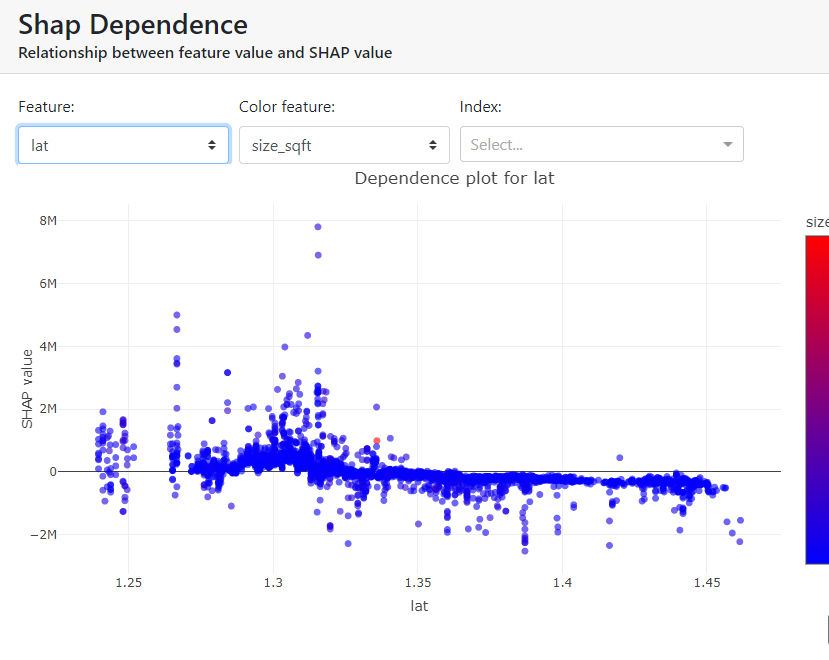 Shap Dependence
Relationship between feature value and SHAP value
Feature: Color feature: Index:
lat size_sqft Select...
Dependence plot for lat
size
8M
6M
4M
2M
0
−2M
SHAP value
1.25 1.3 1.35 1.4 1.45
lat